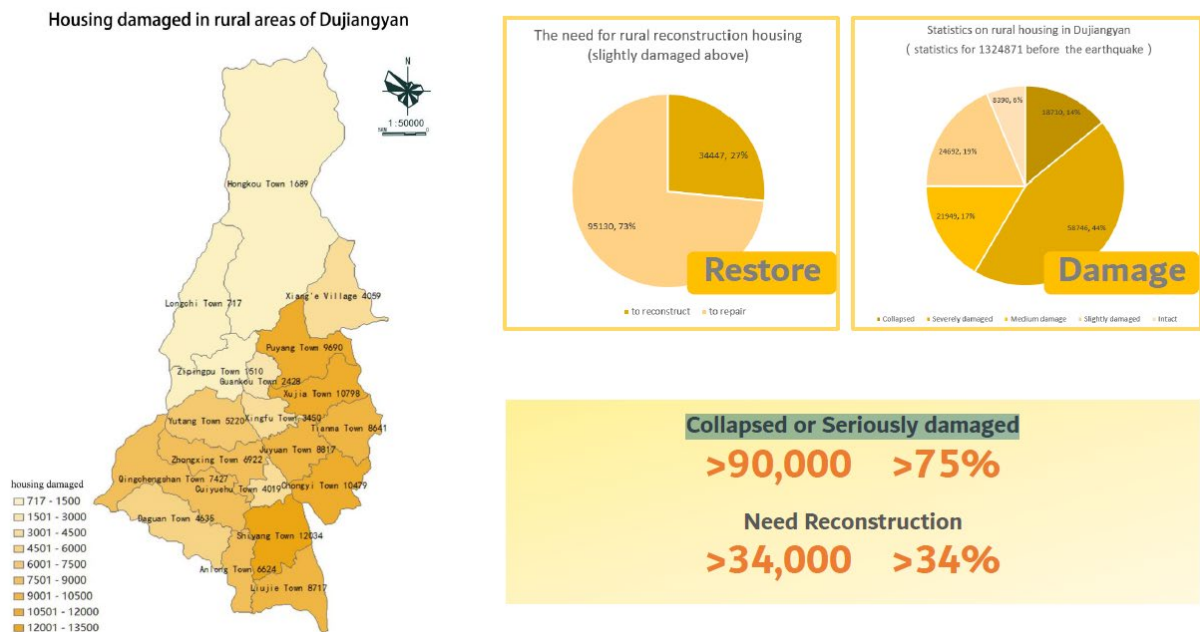 Housing damaged in rural areas of Dujiangyan
N
1:50000
Hongkou Town 1689
Xiang'e Village 4059
Longchi Town 717
Puyang Town 9690
Zipingpu Town 1510
Guankou Town 2428
Xujia Town 10798
Yutang Town 5220
Xingfu Town 3450
Tianma Town 8641
Juyuan Town 8817
Zhongxing Town 6922
Qingchengshan Town 7427
Cuiyuehu Town 4019
Chongyi Town 10479
Daguan Town 4635
Shiyang Town 12034
Anlong Town 6624
Liujie Town 8717
housing damaged
717 - 1500
1501 - 3000
3001 - 4500
4501 - 6000
6001 - 7500
7501 - 9000
9001 - 10500
10501 - 12000
12001 - 13500
The need for rural reconstruction housing
(slightly damaged above)
34447, 27%
95130, 73%
Restore
to reconstruct to repair
Statistics on rural housing in Dujiangyan
( statistics for 1324871 before the earthquake )
24692, 19%
21949, 17%
58746, 44%
Damage
Collapsed Severely damaged Medium damage Slightly damaged Intact
Collapsed or Seriously damaged
>90,000 >75%
Need Reconstruction
>34,000 >34%